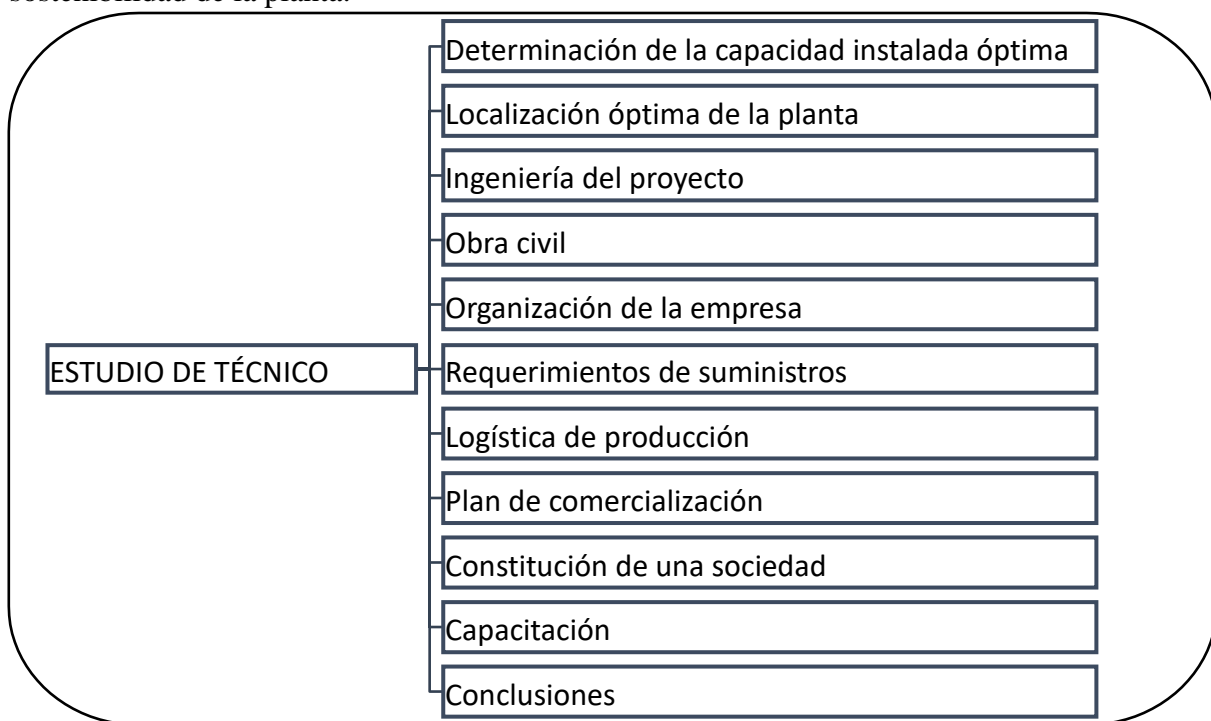 sostenibilidad de la planta.
Determinación de la capacidad instalada óptima
Localización óptima de la planta
Ingeniería del proyecto
Obra civil
Organización de la empresa
ESTUDIO DE TÉCNICO
Requerimientos de suministros
Logística de producción
Plan de comercialización
Constitución de una sociedad
Capacitación
Conclusiones